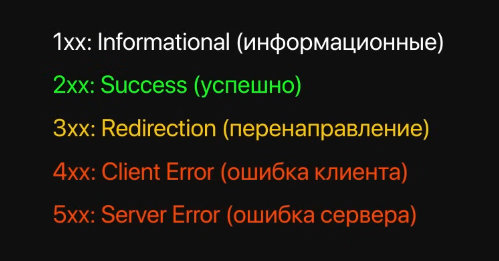 1xx: Informational (информационные)
2xx: Success (успешно)
3xx: Redirection (перенаправление)
4xx: Client Error (ошибка клиента)
5xx: Server Error (ошибка сервера)